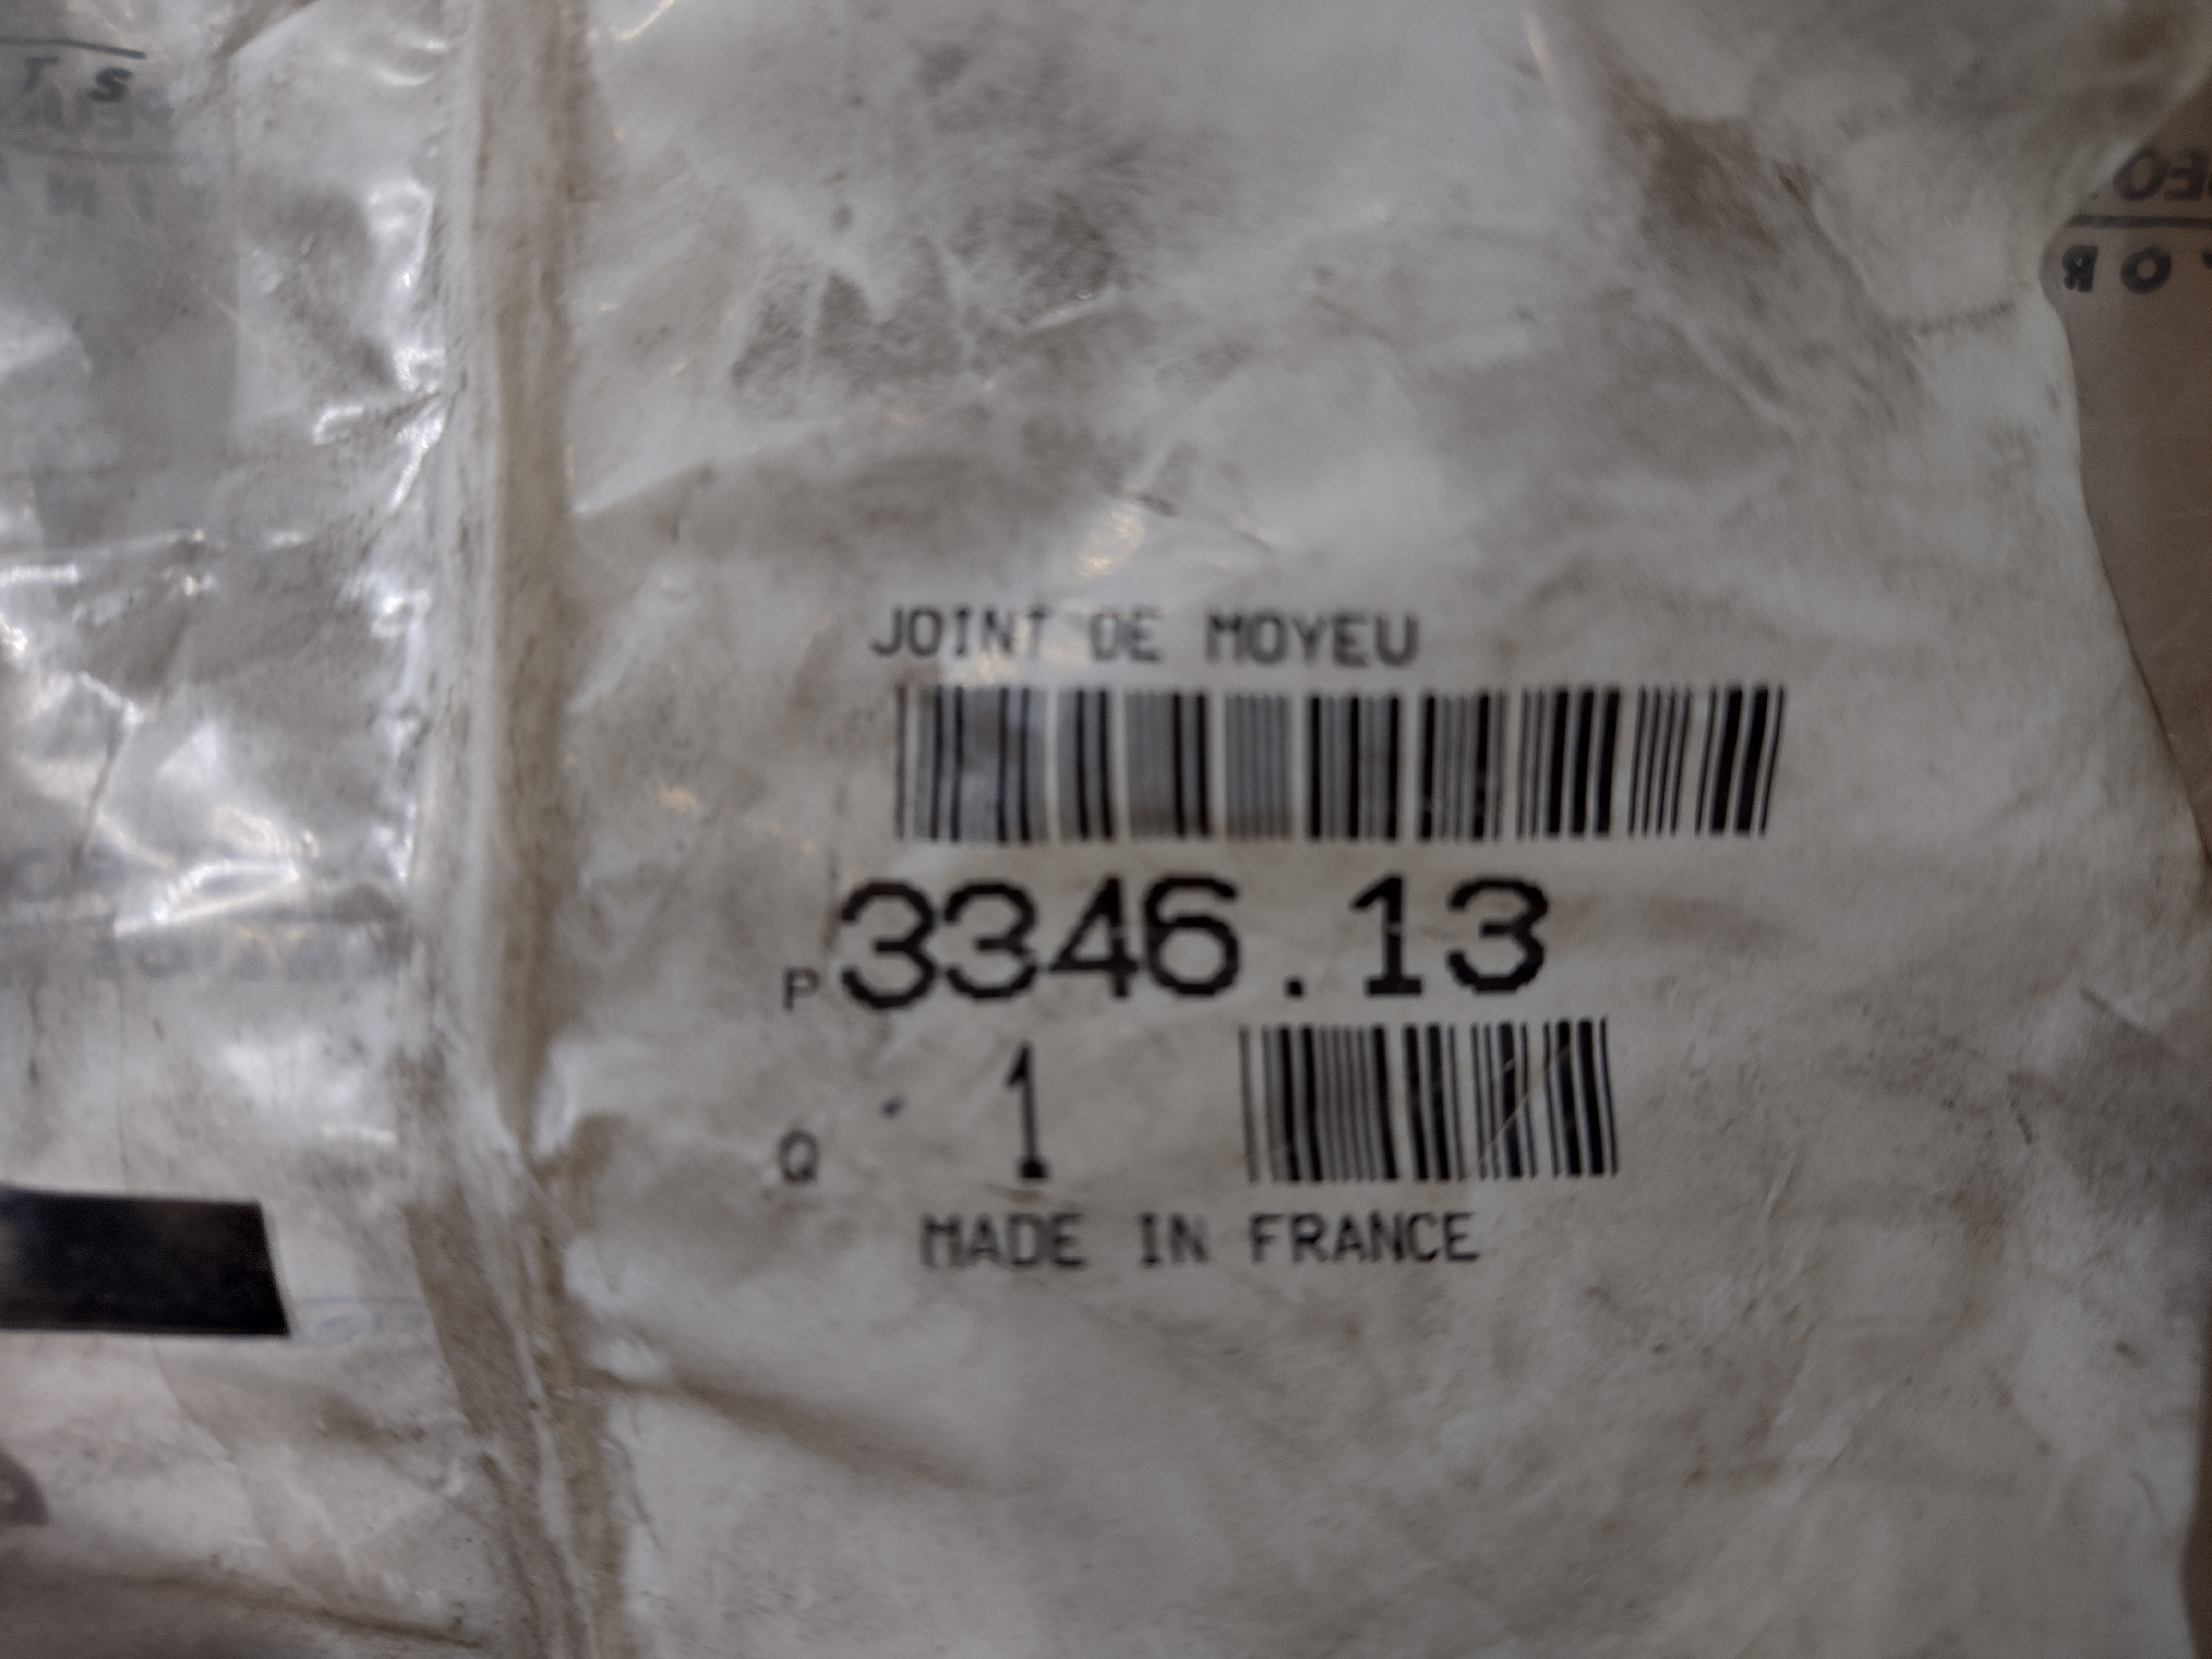 JOINT DE MOYEU
P 3346.13
Q 1
MADE IN FRANCE